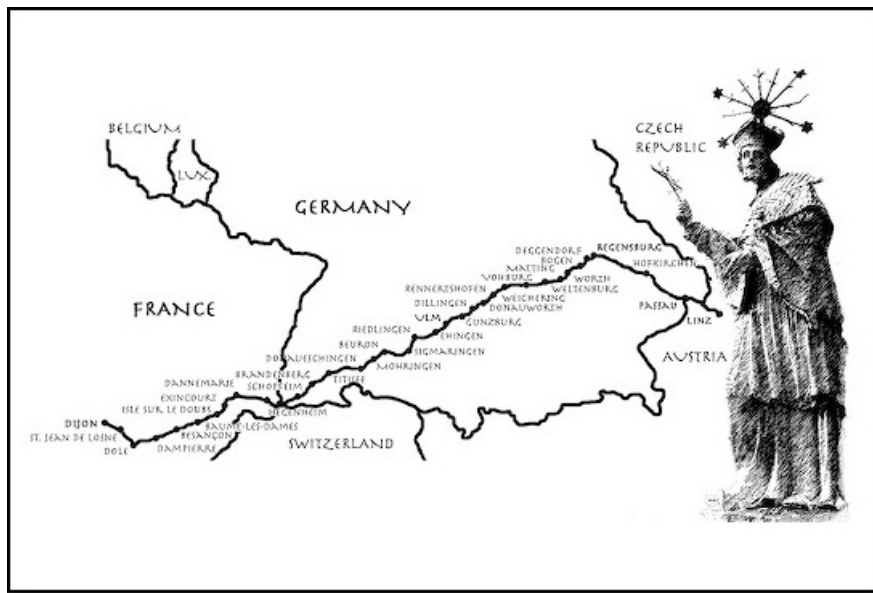 BELGIUM
LUX
CZECH
REPUBLIC
GERMANY
FRANCE
DEGGENDORF
REGENSBURG
BOGEN
HOFKIRCHEN
MATTING
VOHBURG
WORTH
WELTENBURG
RENNERTSHOFEN
WEICHERING
DILLINGEN
DONAUWORTH
PASSAU
ULM
GUNZBURG
LINZ
RIEDLINGEN
EHINGEN
BEURON
SIGMARINGEN
AUSTRIA
DONAUESCHINGEN
MOHRINGEN
BRANDENBERG
TITISEE
DANNEMARIE
SCHOPFHEIM
EXINCOURT
ISLE SUR LE DOUBS
HEGENHEIM
DIJON
BAUME-LES-DAMES
ST. JEAN DE LOSNE
BESANÇON
SWITZERLAND
DOLE
DAMPIERRE